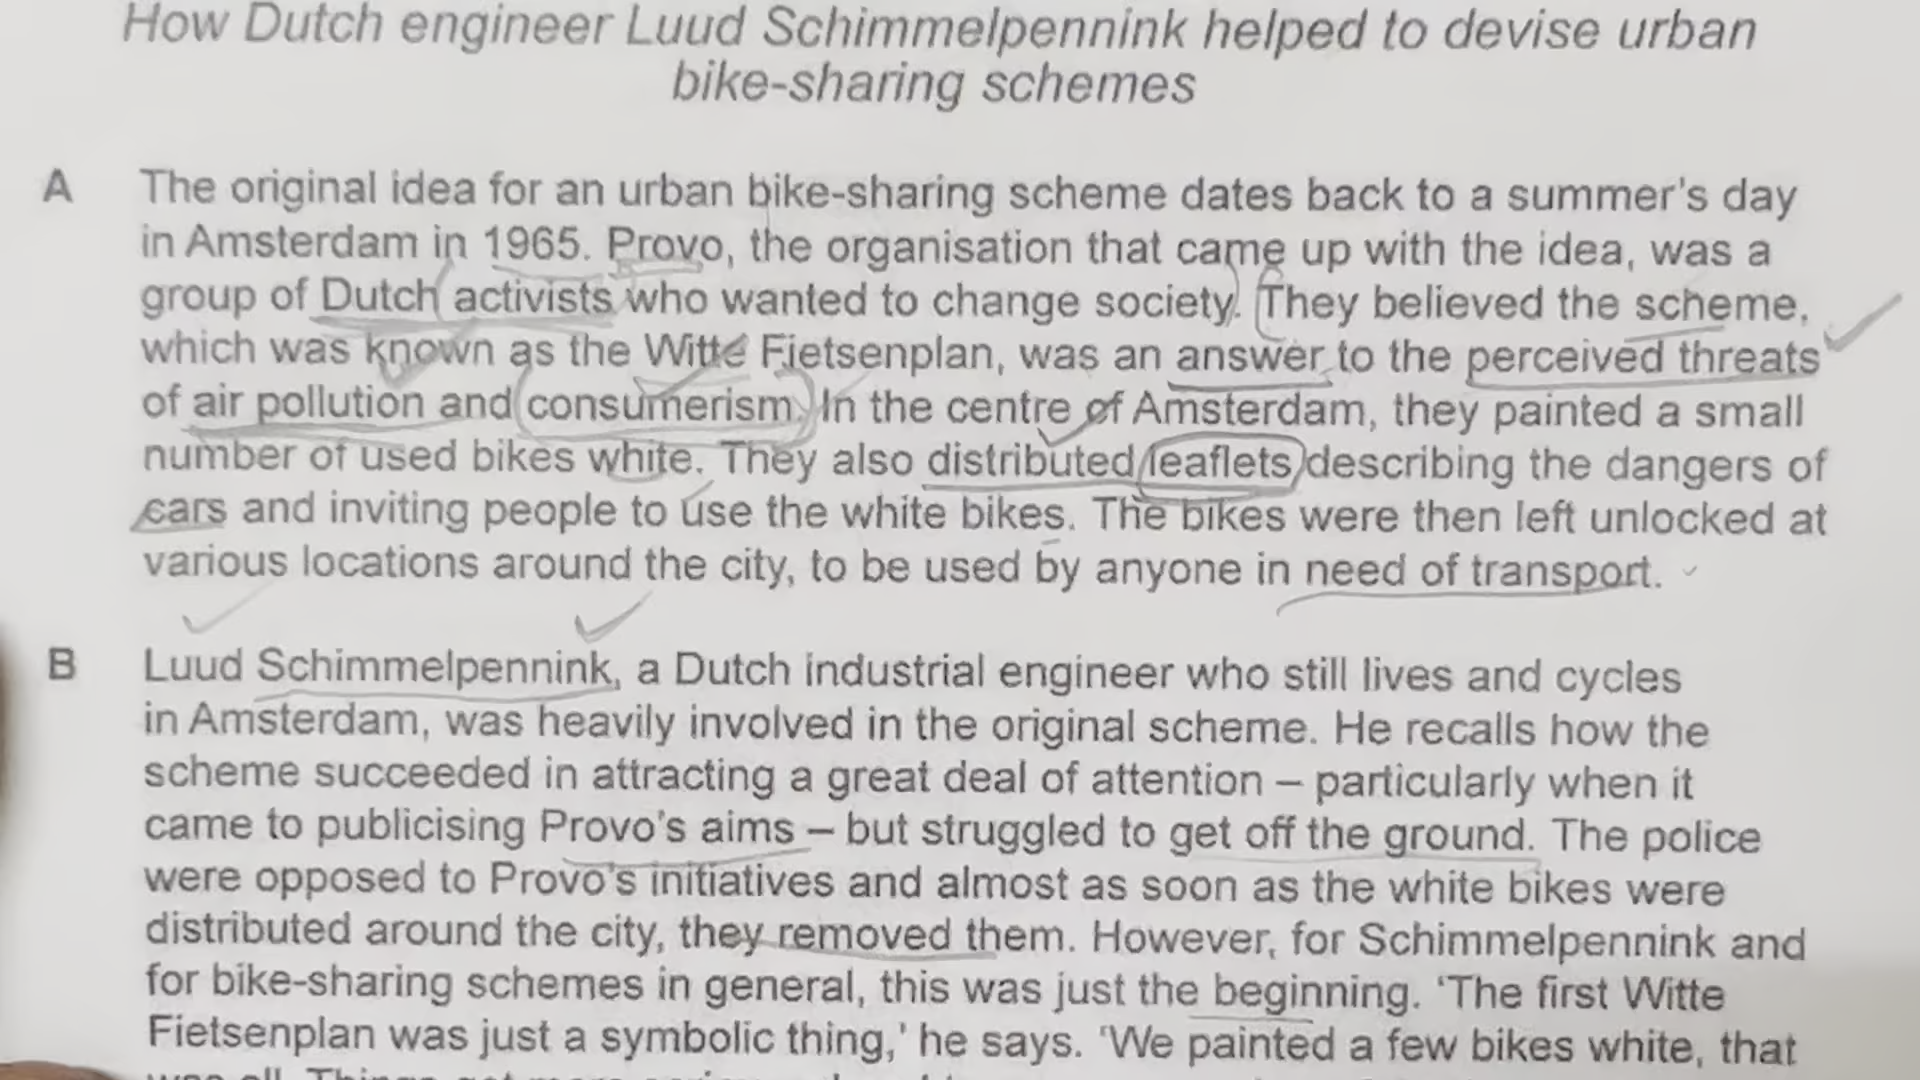 How Dutch engineer Luud Schimmelpennink helped to devise urban
bike-sharing schemes
A The original idea for an urban bike-sharing scheme dates back to a summer's day
in Amsterdam in 1965. Provo, the organisation that came up with the idea, was a
group of Dutch activists who wanted to change society. They believed the scheme,
which was known as the Witte Fietsenplan, was an answer to the perceived threats
of air pollution and consumerism. In the centre of Amsterdam, they painted a small
number of used bikes white. They also distributed leaflets describing the dangers of
cars and inviting people to use the white bikes. The bikes were then left unlocked at
various locations around the city, to be used by anyone in need of transport.
B Luud Schimmelpennink, a Dutch industrial engineer who still lives and cycles
in Amsterdam, was heavily involved in the original scheme. He recalls how the
scheme succeeded in attracting a great deal of attention – particularly when it
came to publicising Provo's aims – but struggled to get off the ground. The police
were opposed to Provo's initiatives and almost as soon as the white bikes were
distributed around the city, they removed them. However, for Schimmelpennink and
for bike-sharing schemes in general, this was just the beginning. 'The first Witte
Fietsenplan was just a symbolic thing,' he says. 'We painted a few bikes white, that